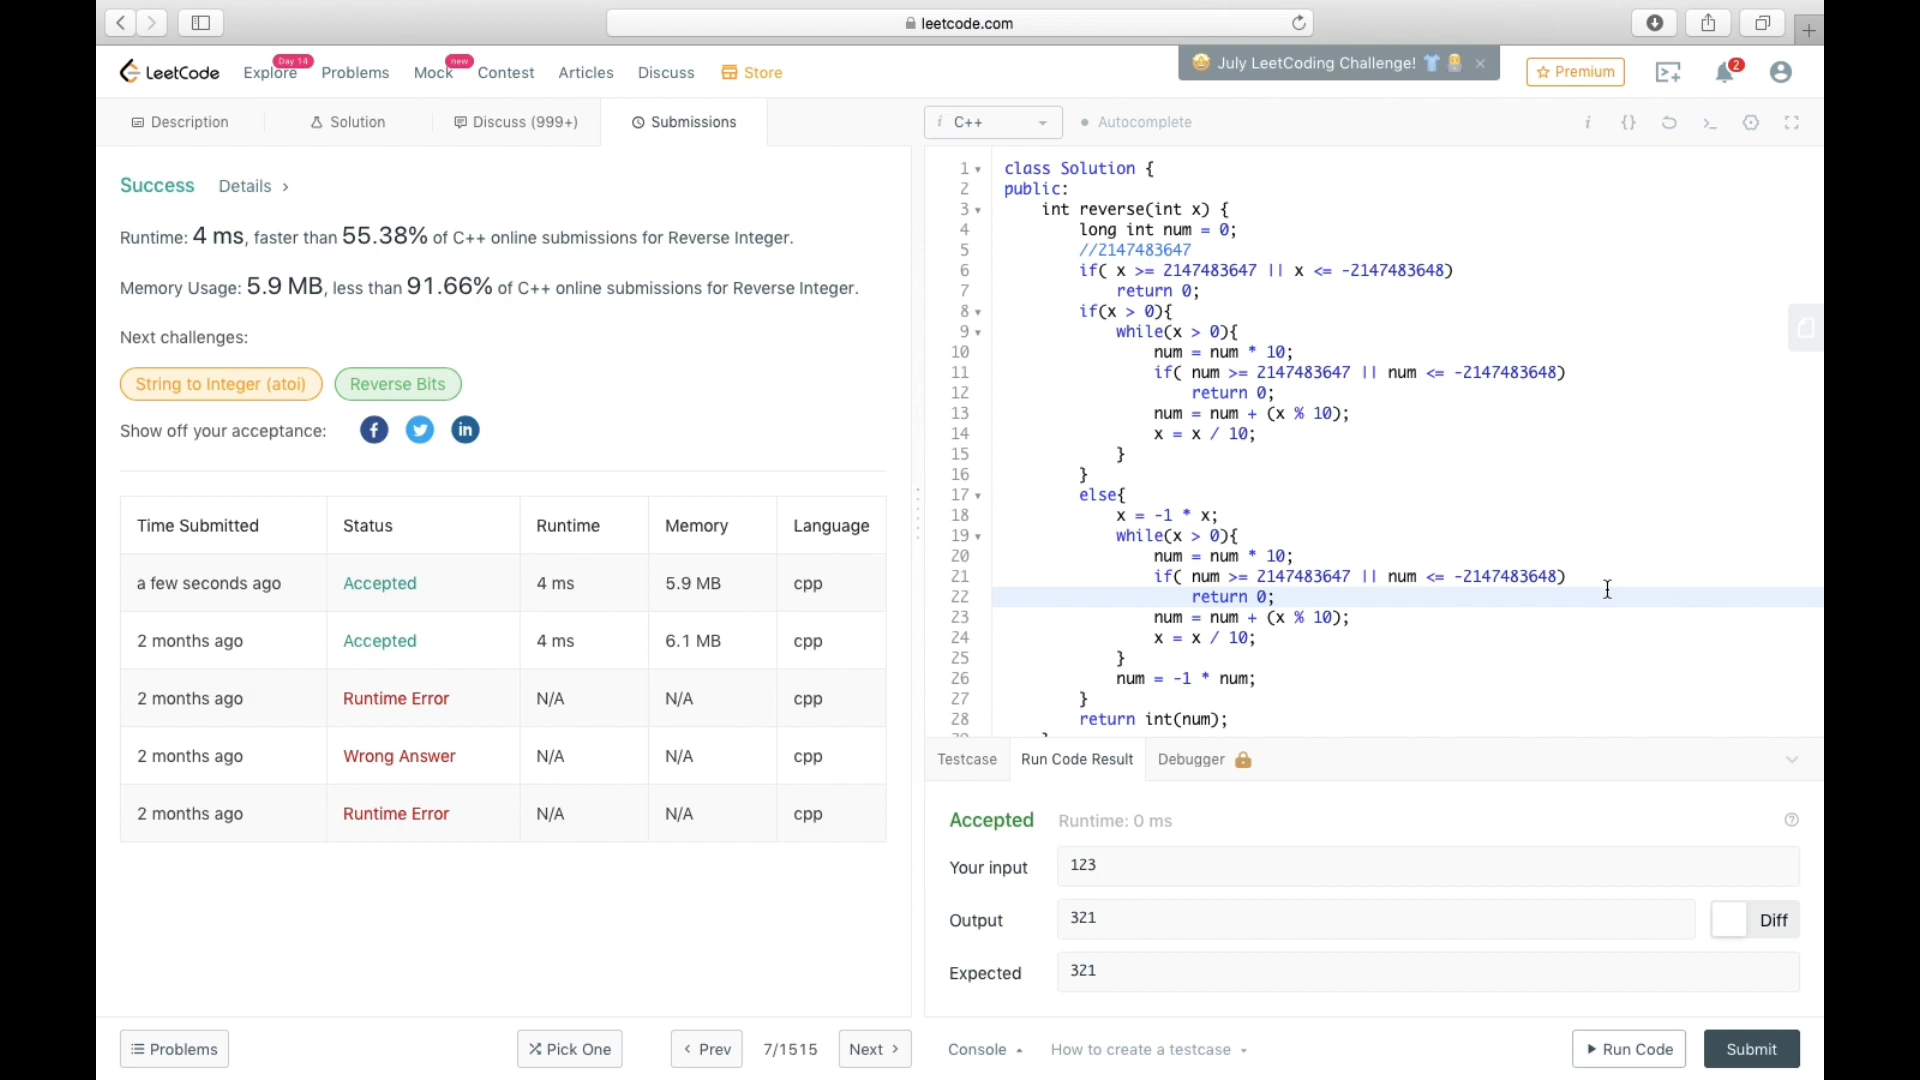 leetcode.com
LeetCode
Explore
Day 14
Problems
Mock
new
Contest
Articles
Discuss
Store
July LeetCoding Challenge!
Premium
2
Description
Solution
Discuss (999+)
Submissions
i C++
Autocomplete
Success
Details
Runtime: 4 ms, faster than 55.38% of C++ online submissions for Reverse Integer.
Memory Usage: 5.9 MB, less than 91.66% of C++ online submissions for Reverse Integer.
Next challenges:
String to Integer (atoi)
Reverse Bits
Show off your acceptance:
Time Submitted Status Runtime Memory Language
a few seconds ago Accepted 4 ms 5.9 MB cpp
2 months ago Accepted 4 ms 6.1 MB cpp
2 months ago Runtime Error N/A N/A cpp
2 months ago Wrong Answer N/A N/A cpp
2 months ago Runtime Error N/A N/A cpp
Problems
Pick One
Prev
7/1515
Next
1 class Solution {
2 public:
3 int reverse(int x) {
4 long int num = 0;
5 //2147483647
6 if( x >= 2147483647 || x <= -2147483648)
7 return 0;
8 if(x > 0){
9 while(x > 0){
10 num = num * 10;
11 if( num >= 2147483647 || num <= -2147483648)
12 return 0;
13 num = num + (x % 10);
14 x = x / 10;
15 }
16 }
17 else{
18 x = -1 * x;
19 while(x > 0){
20 num = num * 10;
21 if( num >= 2147483647 || num <= -2147483648)
22 return 0;
23 num = num + (x % 10);
24 x = x / 10;
25 }
26 num = -1 * num;
27 }
28 return int(num);
Testcase
Run Code Result
Debugger
Accepted
Runtime: 0 ms
Your input
123
Output
321
Diff
Expected
321
Console
How to create a testcase
Run Code
Submit